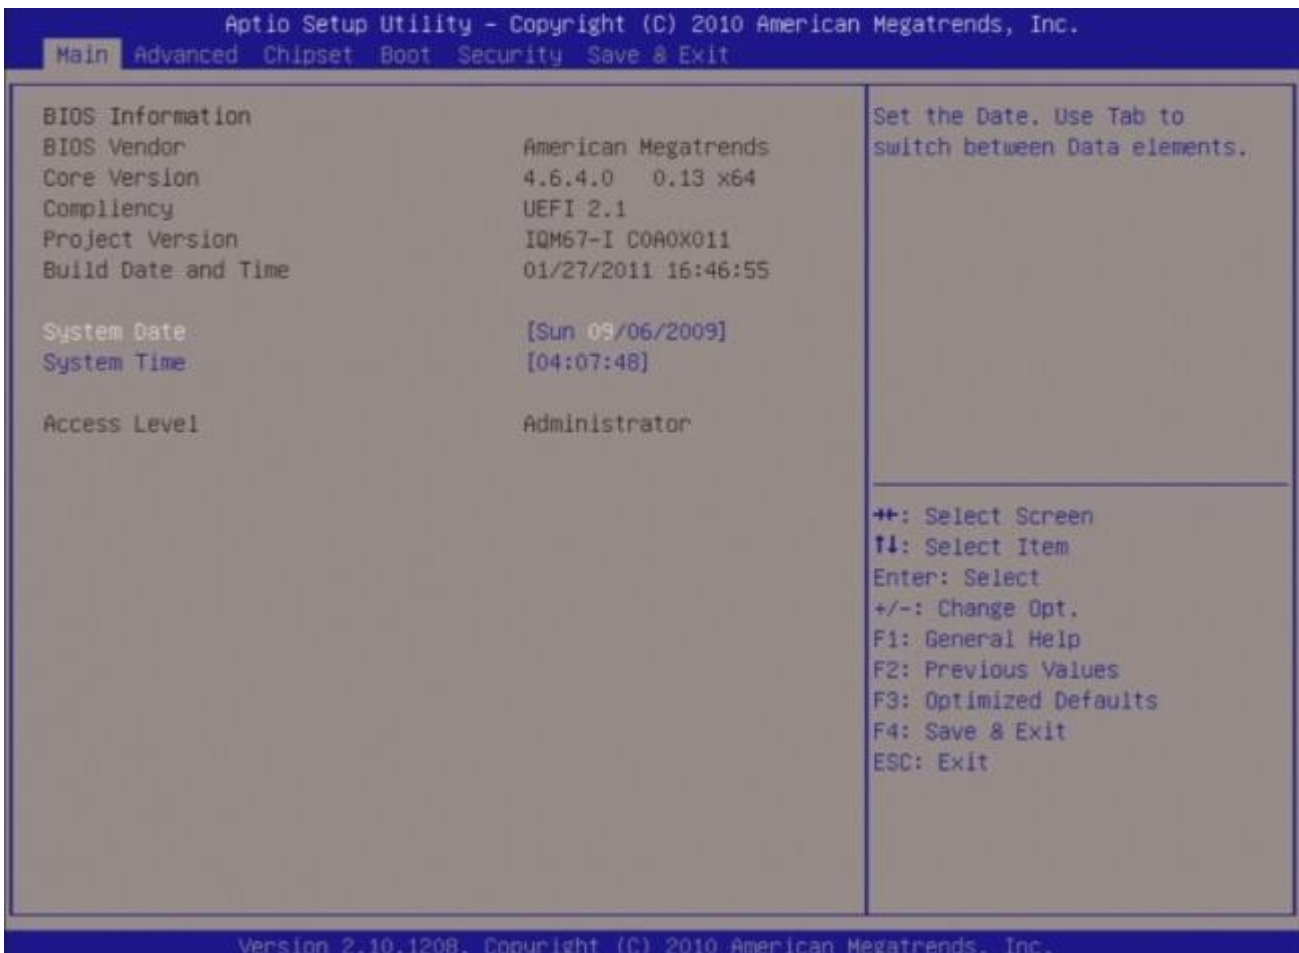 Aptio Setup Utility – Copyright (C) 2010 American Megatrends, Inc.
Main Advanced Chipset Boot Security Save & Exit
BIOS Information
BIOS Vendor American Megatrends
Core Version 4.6.4.0 0.13 x64
Compliency UEFI 2.1
Project Version IQM67-I C0A0X011
Build Date and Time 01/27/2011 16:46:55
System Date [Sun 09/06/2009]
System Time [04:07:48]
Access Level Administrator
Set the Date. Use Tab to
switch between Data elements.
→←: Select Screen
↑↓: Select Item
Enter: Select
+/-: Change Opt.
F1: General Help
F2: Previous Values
F3: Optimized Defaults
F4: Save & Exit
ESC: Exit
Version 2.10.1208. Copyright (C) 2010 American Megatrends, Inc.